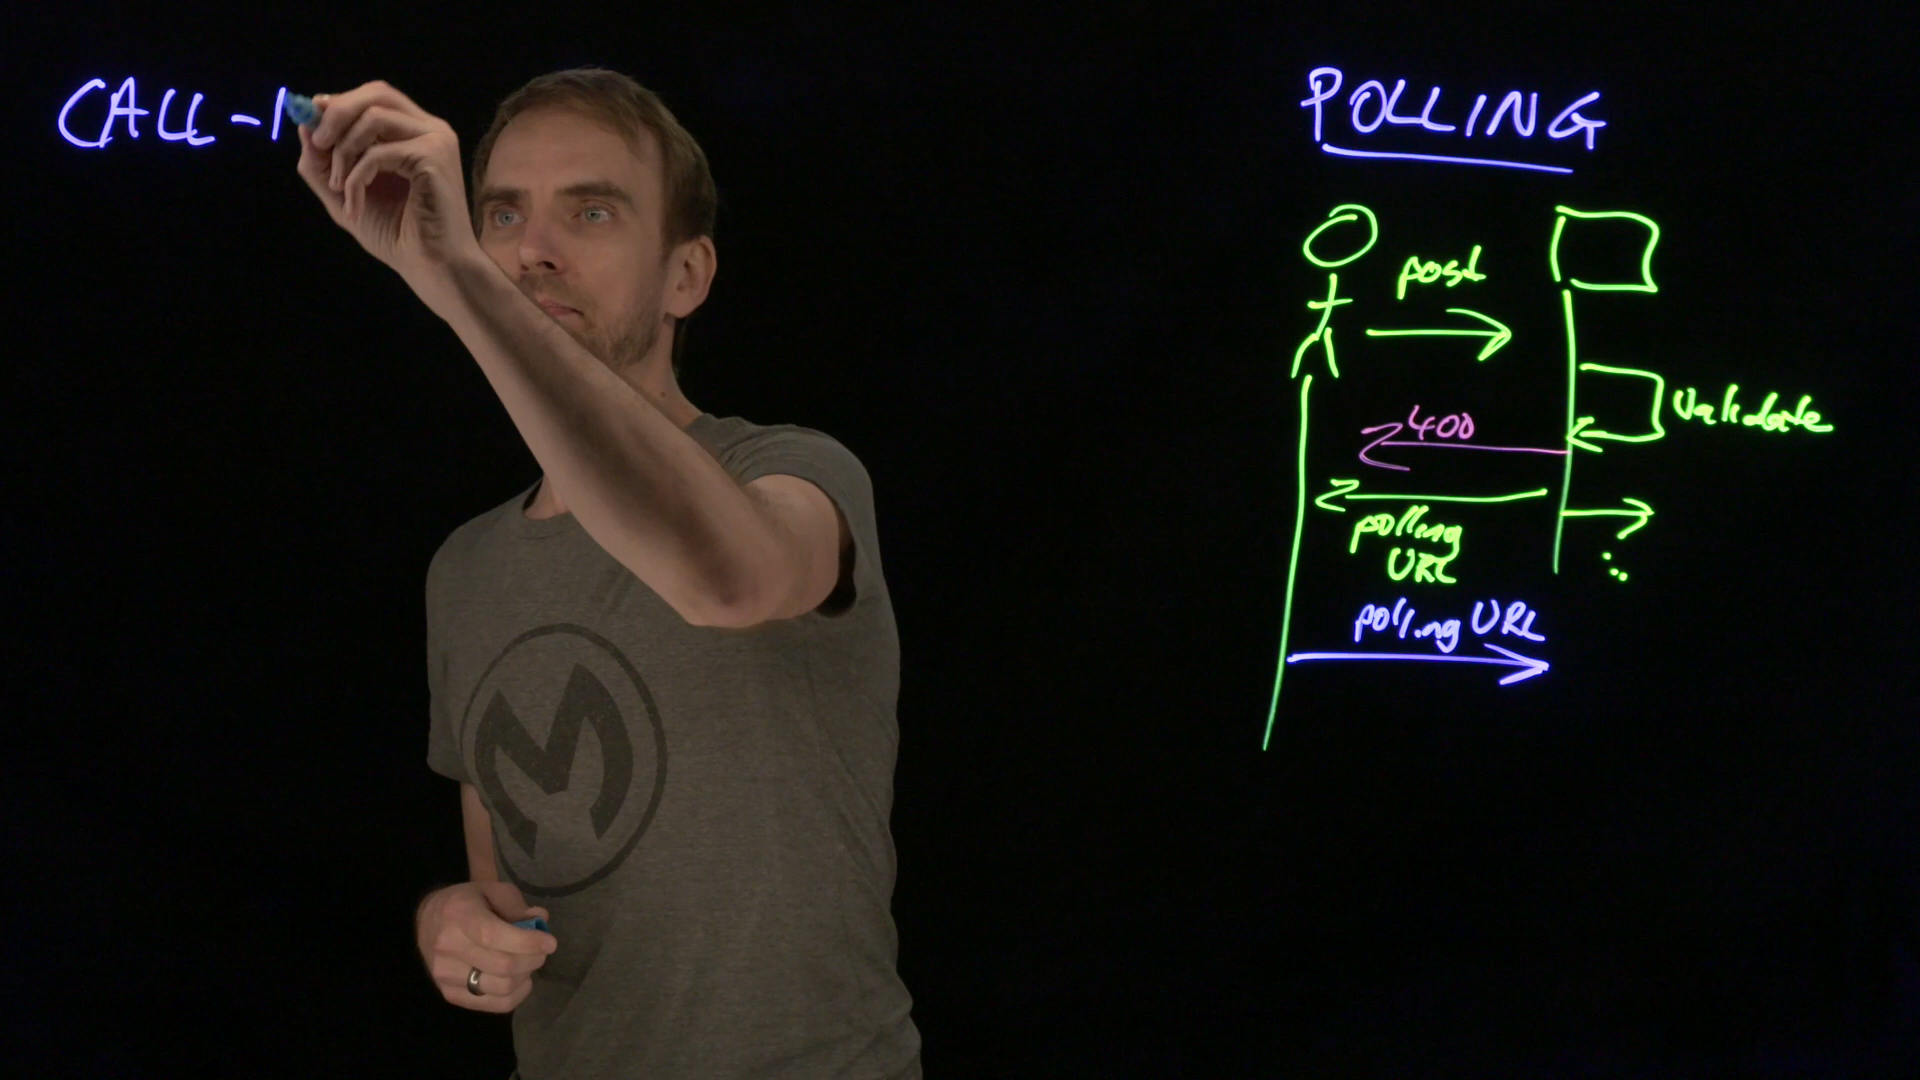 CALL-
POLLING
post
validate
400
polling
URL
?
polling URL
M